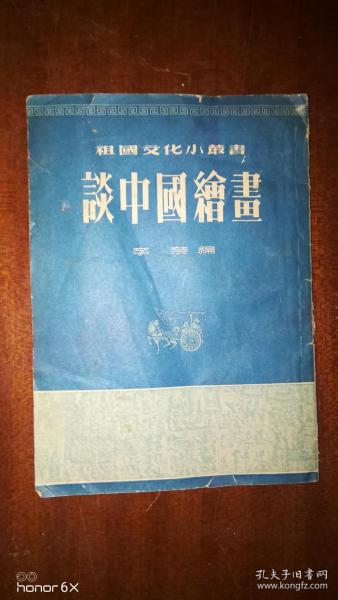 祖國文化小叢書
談中國繪畫
李 葉 編
honor 6X
孔夫子旧书网
www.kongfz.com